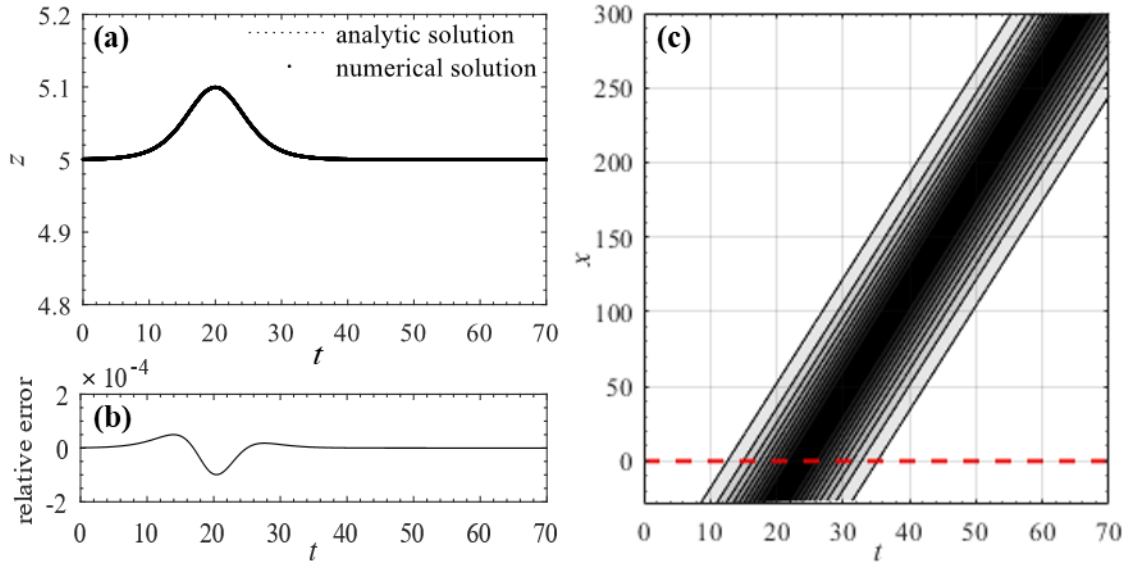 (a)
analytic solution
numerical solution
5.2
5.1
5
4.9
4.8
z
0 10 20 30 40 50 60 70
t
× 10⁻⁴
(b)
relative error
2
0
-2
0 10 20 30 40 50 60 70
t
(c)
300
250
200
150
100
50
0
x
0 10 20 30 40 50 60 70
t